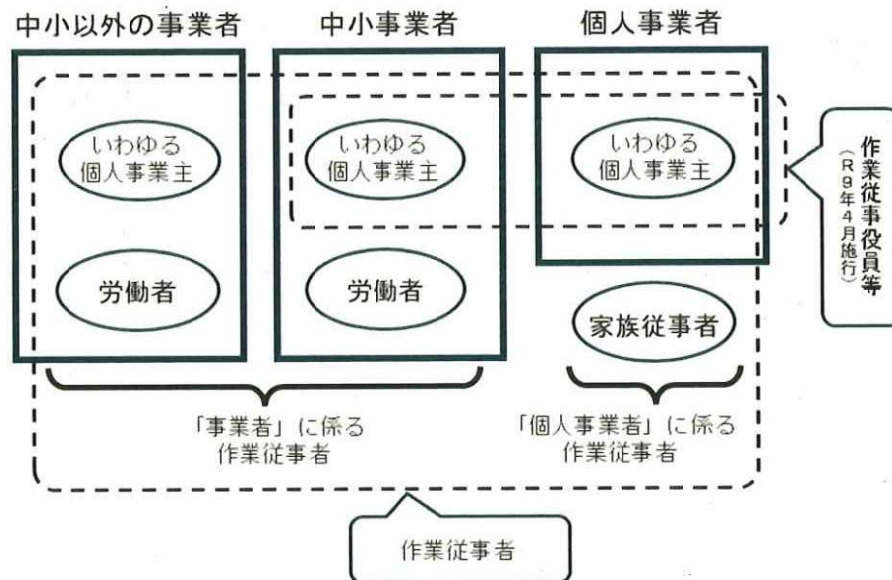 中小以外の事業者
中小事業者
個人事業者
いわゆる
個人事業主
いわゆる
個人事業主
いわゆる
個人事業主
労働者
労働者
家族従事者
作業従事役員等
（R9年4月施行）
「事業者」に係る
作業従事者
「個人事業者」に係る
作業従事者
作業従事者